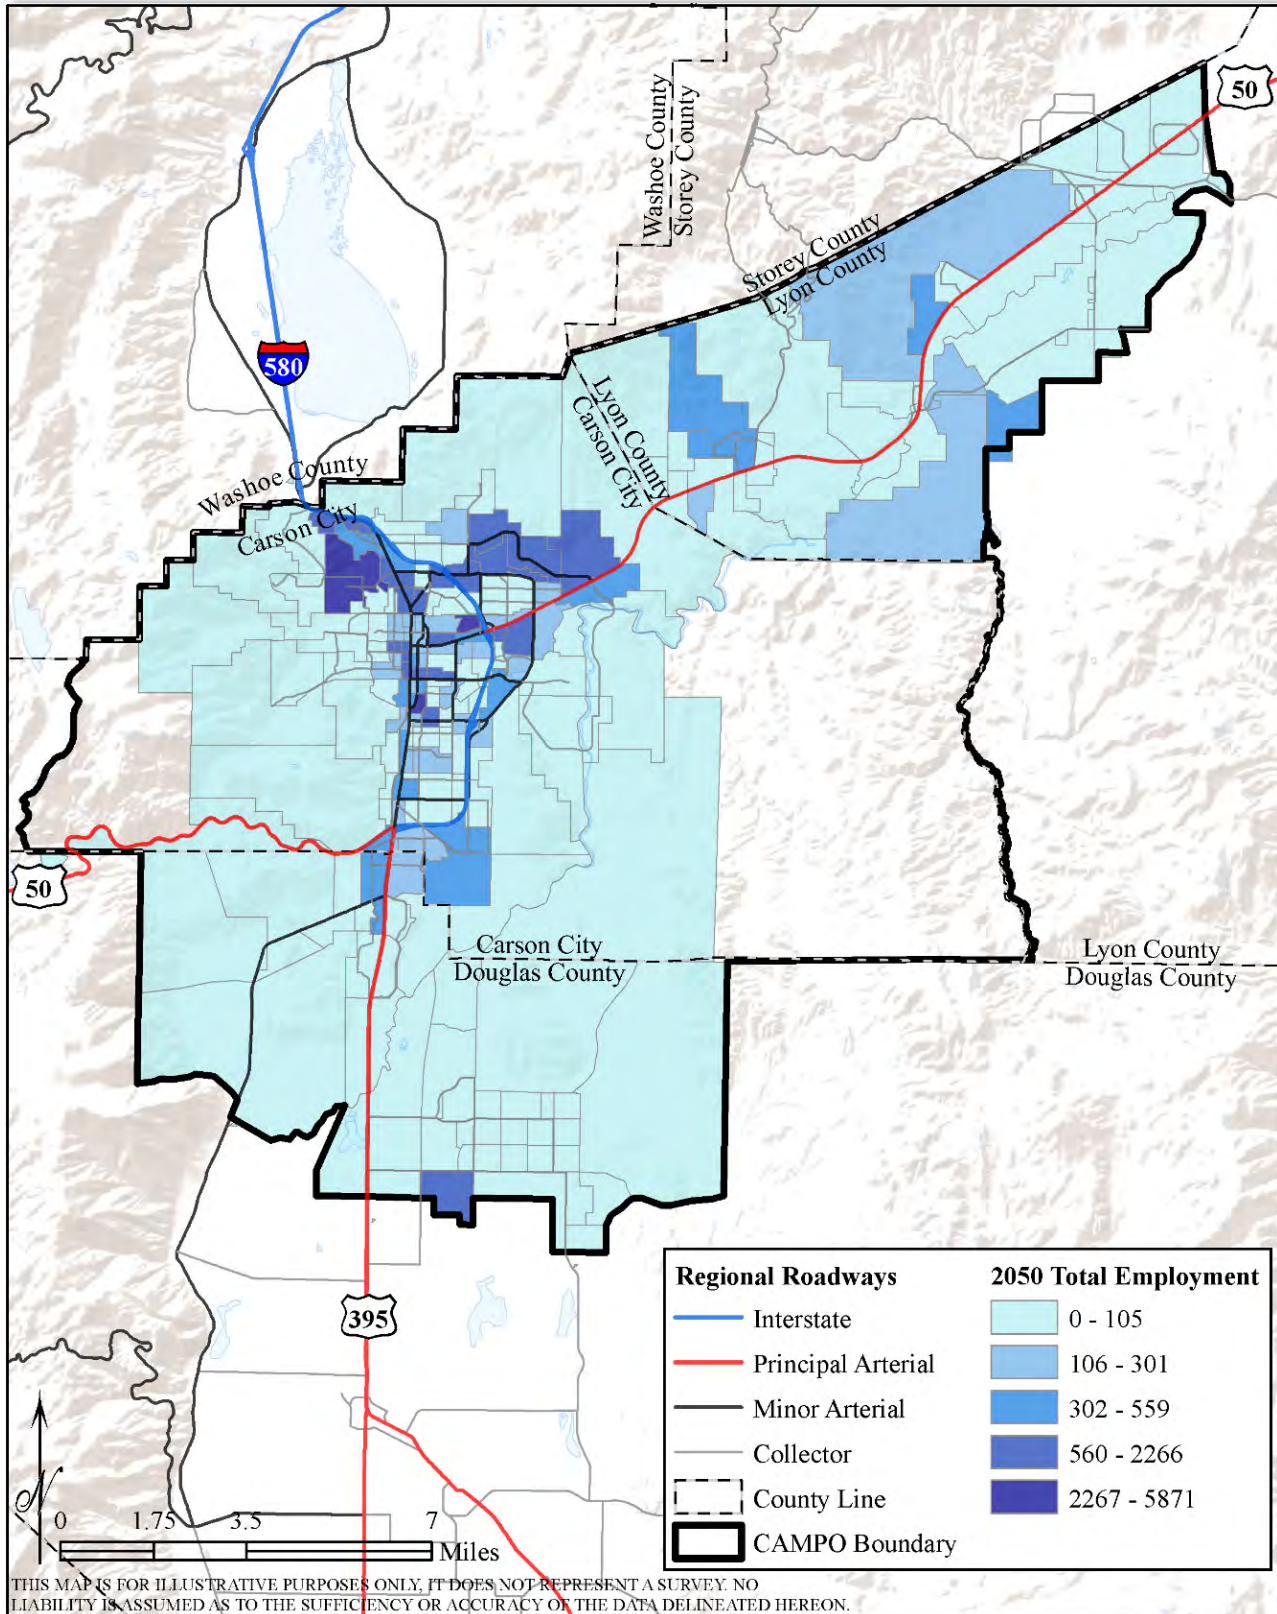 Washoe County
Storey County
50
Storey County
Lyon County
580
Lyon County
Carson City
Washoe County
Carson City
50
Carson City
Douglas County
Lyon County
Douglas County
395
Regional Roadways
Interstate
Principal Arterial
Minor Arterial
Collector
County Line
CAMPO Boundary
2050 Total Employment
0 - 105
106 - 301
302 - 559
560 - 2266
2267 - 5871
N
0 1.75 3.5 7
Miles
THIS MAP IS FOR ILLUSTRATIVE PURPOSES ONLY, IT DOES NOT REPRESENT A SURVEY. NO
LIABILITY IS ASSUMED AS TO THE SUFFICIENCY OR ACCURACY OF THE DATA DELINEATED HEREON.